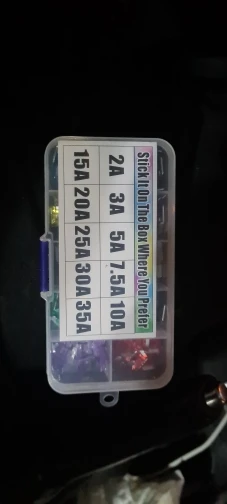 Stick It On The Box Where You Prefer
2A 3A 5A 7.5A 10A
15A 20A 25A 30A 35A